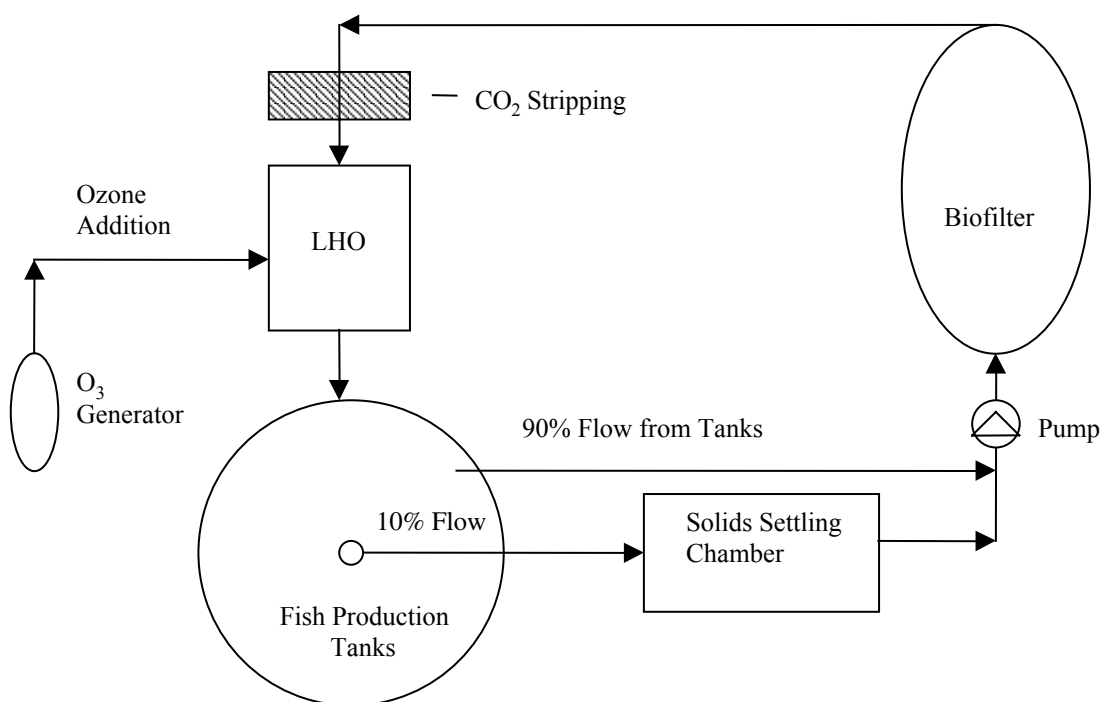 CO₂ Stripping
Ozone
Addition
LHO
Biofilter
O₃
Generator
90% Flow from Tanks
Pump
10% Flow
Solids Settling
Chamber
Fish Production
Tanks